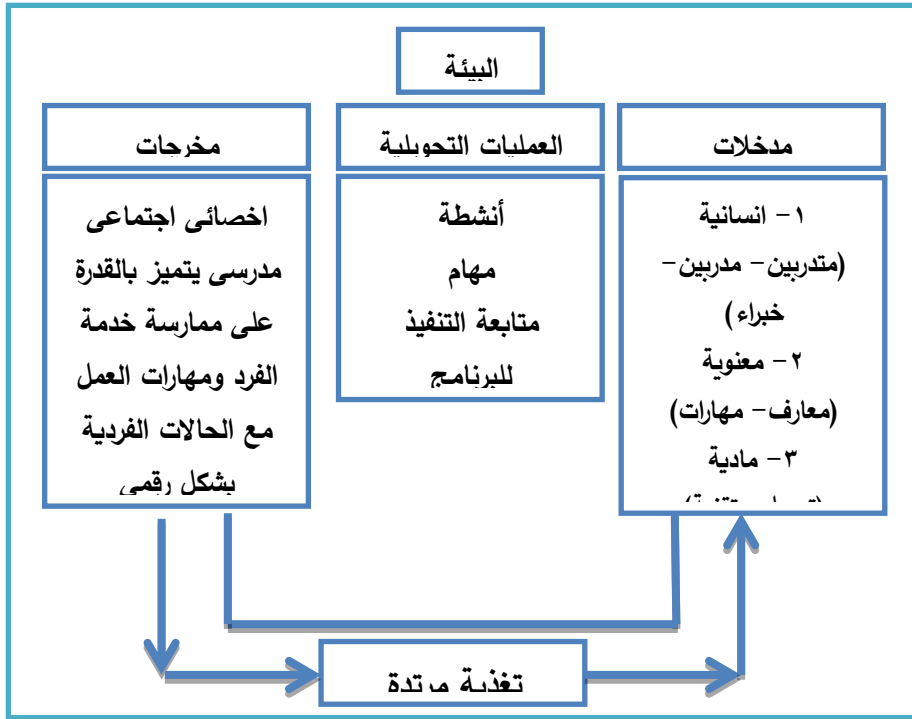 البيئة
مدخلات
١- انسانية
(متدربين- مدربين-
خبراء)
٢- معنوية
(معارف- مهارات)
٣- مادية
العمليات التحويلية
أنشطة
مهام
متابعة التنفيذ
للبرنامج
مخرجات
اخصائى اجتماعى
مدرسى يتميز بالقدرة
على ممارسة خدمة
الفرد ومهارات العمل
مع الحالات الفردية
بشكل رقمى
تغذية مرتدة